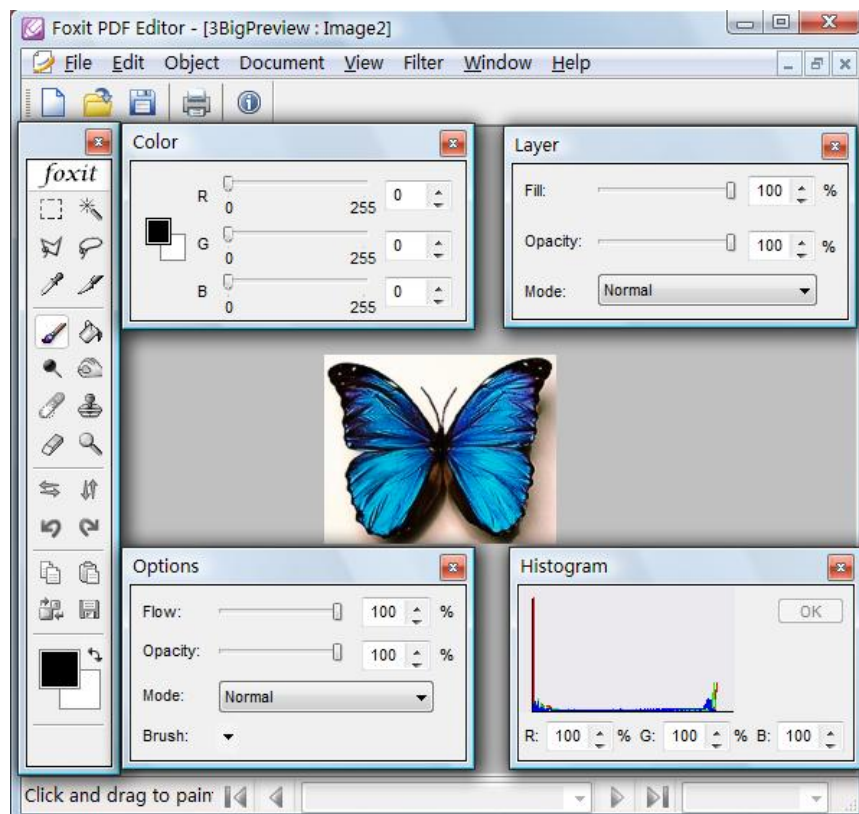 Foxit PDF Editor - [3BigPreview : Image2]
File Edit Object Document View Filter Window Help
foxit
Color
R 0 255 0
G 0 255 0
B 0 255 0
Layer
Fill: 100 %
Opacity: 100 %
Mode: Normal
Options
Flow: 100 %
Opacity: 100 %
Mode: Normal
Brush:
Histogram
OK
R: 100 % G: 100 % B: 100
Click and drag to pain